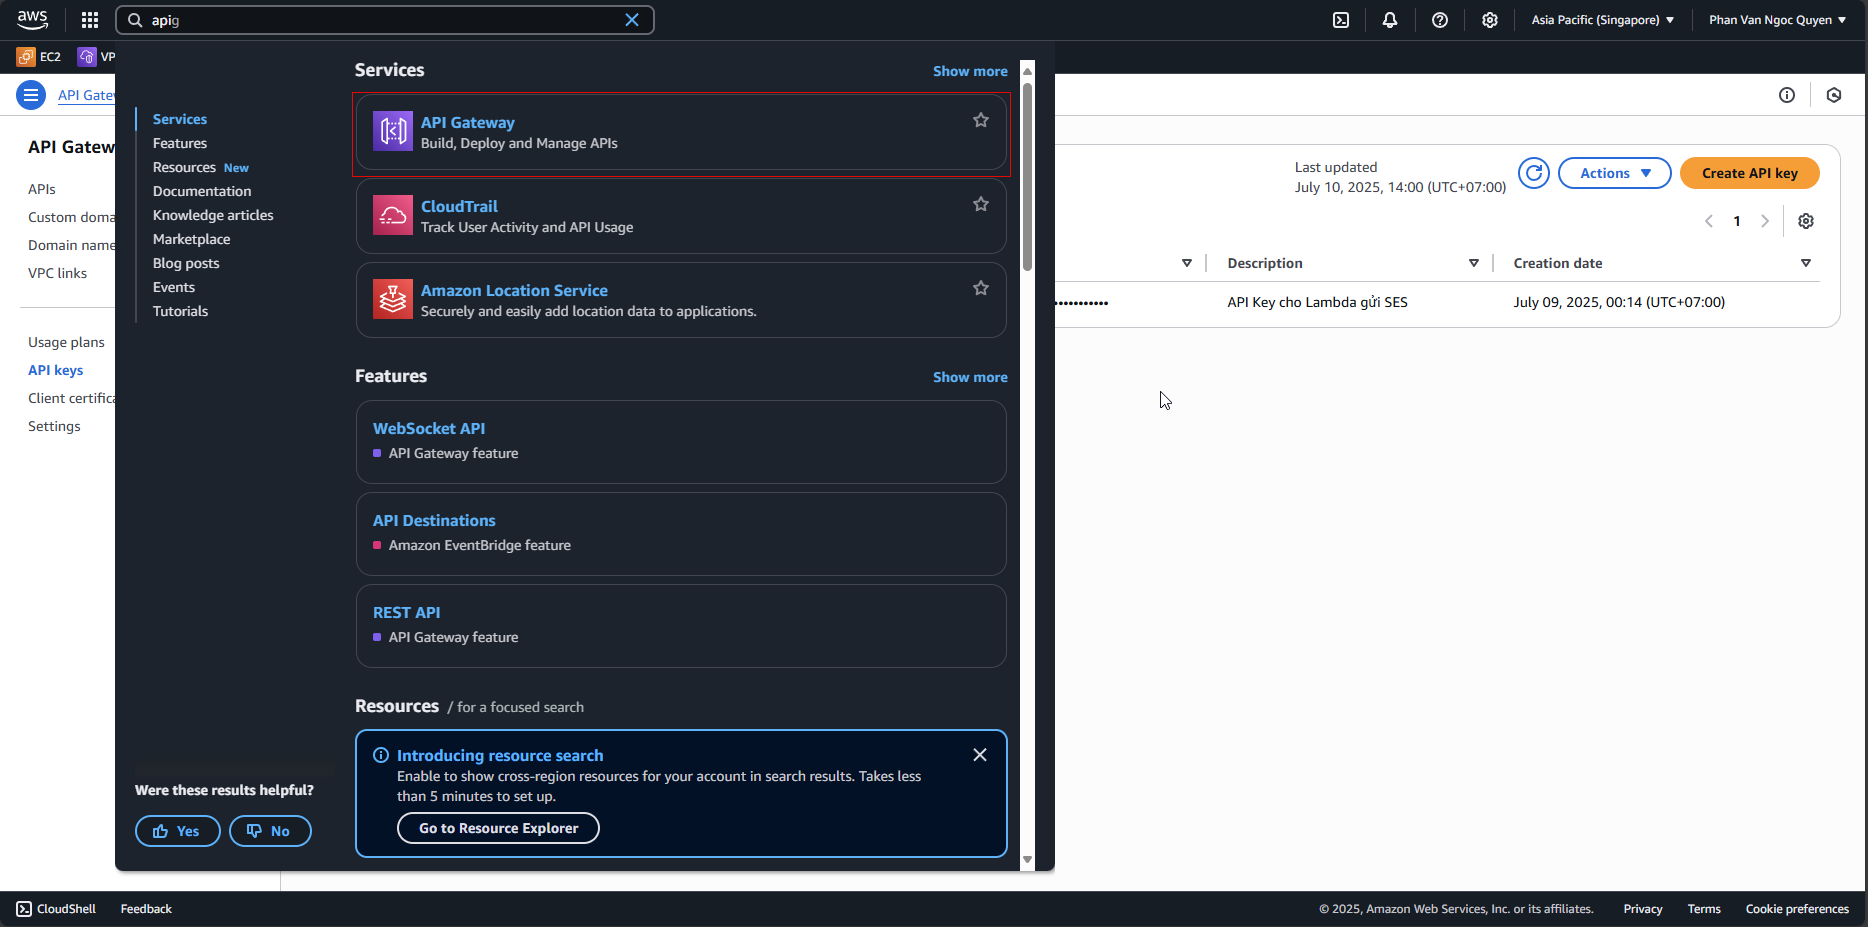 aws
apig
Asia Pacific (Singapore)
Phan Van Ngoc Quyen
EC2
VP
API Gatew
API Gatew
APIs
Custom doma
Domain name
VPC links
Usage plans
API keys
Client certifica
Settings
Services
Features
Resources New
Documentation
Knowledge articles
Marketplace
Blog posts
Events
Tutorials
Were these results helpful?
Yes
No
Services
Show more
API Gateway
Build, Deploy and Manage APIs
CloudTrail
Track User Activity and API Usage
Amazon Location Service
Securely and easily add location data to applications.
Features
Show more
WebSocket API
API Gateway feature
API Destinations
Amazon EventBridge feature
REST API
API Gateway feature
Resources / for a focused search
Introducing resource search
Enable to show cross-region resources for your account in search results. Takes less
than 5 minutes to set up.
Go to Resource Explorer
Last updated
July 10, 2025, 14:00 (UTC+07:00)
Actions
Create API key
1
Description
Creation date
••••••••••• API Key cho Lambda gửi SES
July 09, 2025, 00:14 (UTC+07:00)
CloudShell
Feedback
© 2025, Amazon Web Services, Inc. or its affiliates.
Privacy
Terms
Cookie preferences